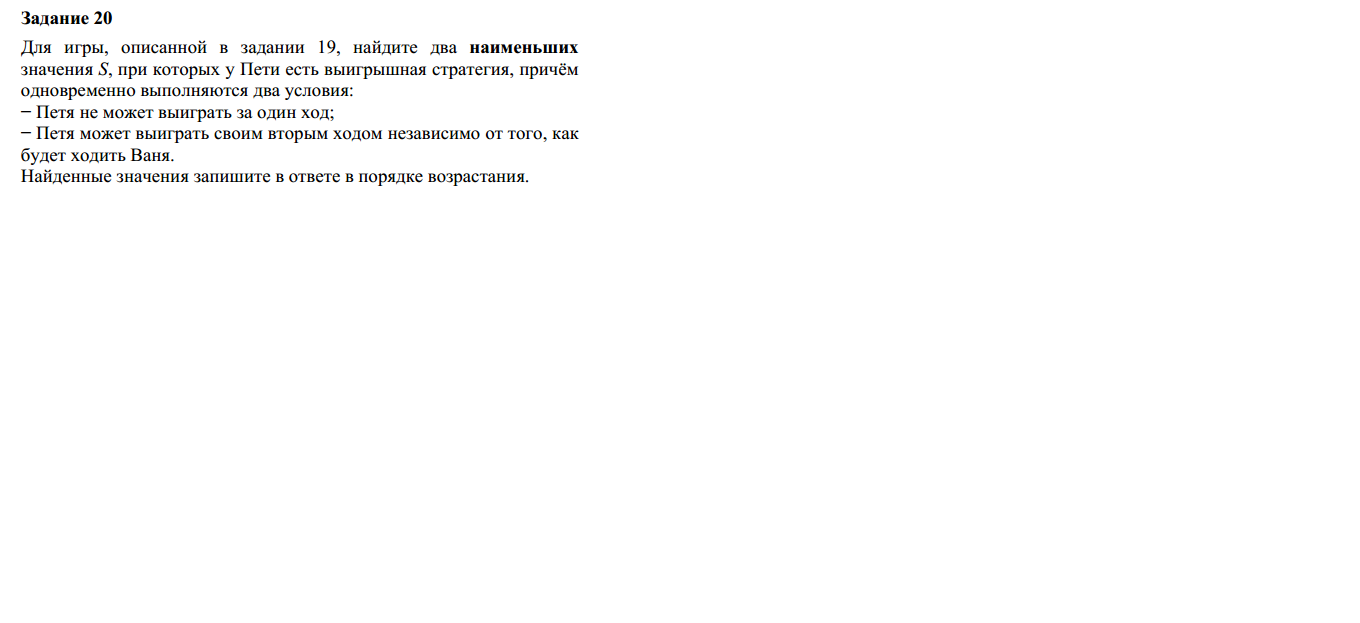 Задание 20
Для игры, описанной в задании 19, найдите два наименьших
значения S, при которых у Пети есть выигрышная стратегия, причём
одновременно выполняются два условия:
− Петя не может выиграть за один ход;
− Петя может выиграть своим вторым ходом независимо от того, как
будет ходить Ваня.
Найденные значения запишите в ответе в порядке возрастания.